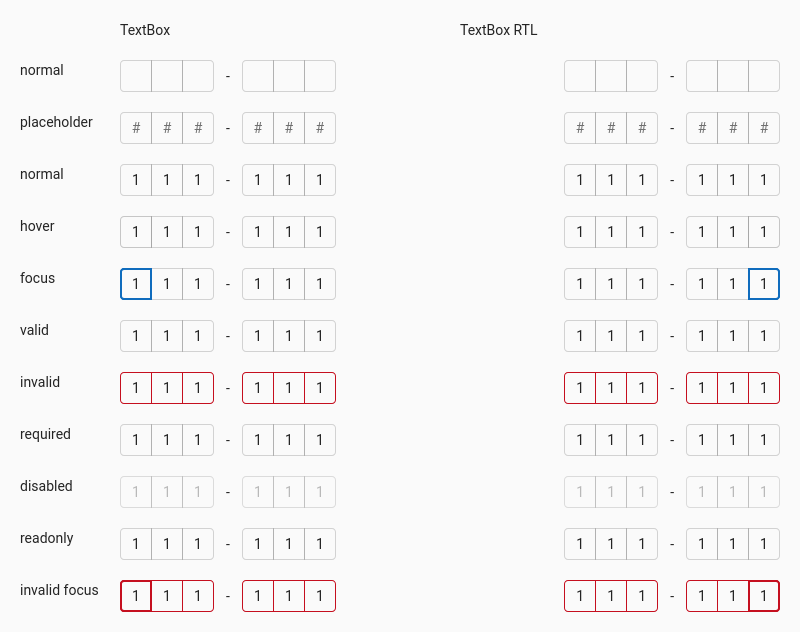 TextBox TextBox RTL
normal - -
placeholder # # # - # # # # # # - # # #
normal 1 1 1 - 1 1 1 1 1 1 - 1 1 1
hover 1 1 1 - 1 1 1 1 1 1 - 1 1 1
focus 1 1 1 - 1 1 1 1 1 1 - 1 1 1
valid 1 1 1 - 1 1 1 1 1 1 - 1 1 1
invalid 1 1 1 - 1 1 1 1 1 1 - 1 1 1
required 1 1 1 - 1 1 1 1 1 1 - 1 1 1
disabled 1 1 1 - 1 1 1 1 1 1 - 1 1 1
readonly 1 1 1 - 1 1 1 1 1 1 - 1 1 1
invalid focus 1 1 1 - 1 1 1 1 1 1 - 1 1 1